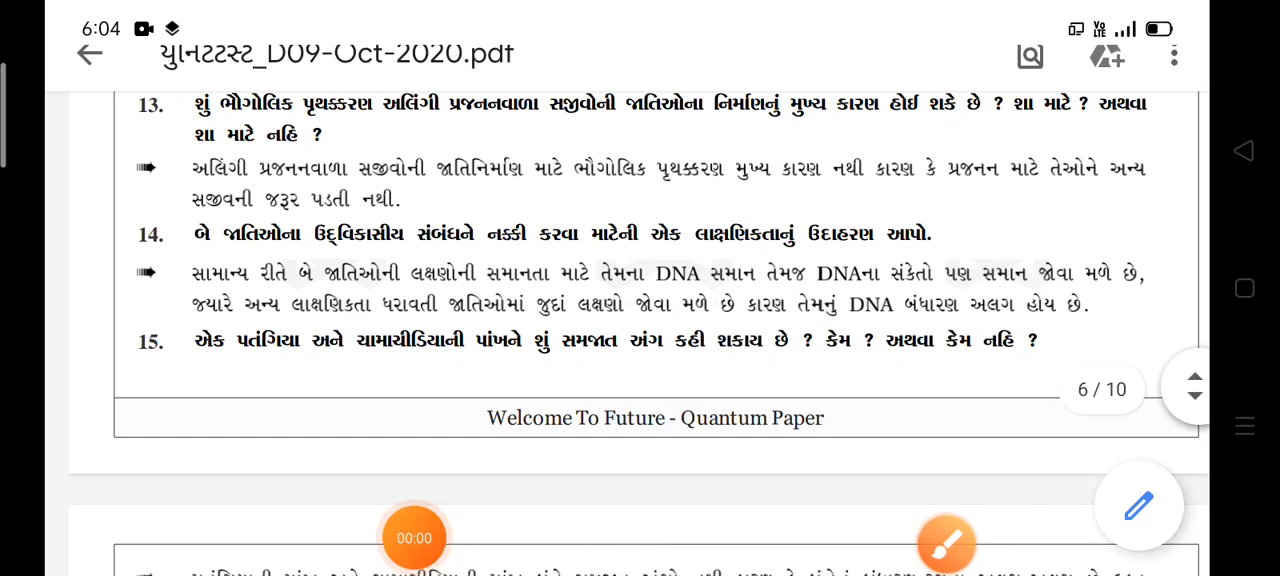 6:04
VoLTE
યુનિટટેસ્ટ_D09-Oct-2020.pdf
13. શું ભૌગોલિક પૃથક્કરણ અલિંગી પ્રજનનવાળા સજીવોની જાતિઓના નિર્માણનું મુખ્ય કારણ હોઈ શકે છે ? શા માટે ? અથવા
શા માટે નહિ ?
અલિંગી પ્રજનનવાળા સજીવોની જાતિનિર્માણ માટે ભૌગોલિક પૃથક્કરણ મુખ્ય કારણ નથી કારણ કે પ્રજનન માટે તેઓને અન્ય
સજીવની જરૂર પડતી નથી.
14. બે જાતિઓના ઉદ્‌વિકાસીય સંબંધને નક્કી કરવા માટેની એક લાક્ષણિકતાનું ઉદાહરણ આપો.
સામાન્ય રીતે બે જાતિઓની લક્ષણોની સમાનતા માટે તેમના DNA સમાન તેમજ DNAના સંકેતો પણ સમાન જોવા મળે છે,
જ્યારે અન્ય લાક્ષણિકતા ધરાવતી જાતિઓમાં જુદાં લક્ષણો જોવા મળે છે કારણ તેમનું DNA બંધારણ અલગ હોય છે.
15. એક પતંગિયા અને ચામાચીડિયાની પાંખને શું સમજાત અંગ કહી શકાય છે ? કેમ ? અથવા કેમ નહિ ?
6 / 10
Welcome To Future - Quantum Paper
00:00